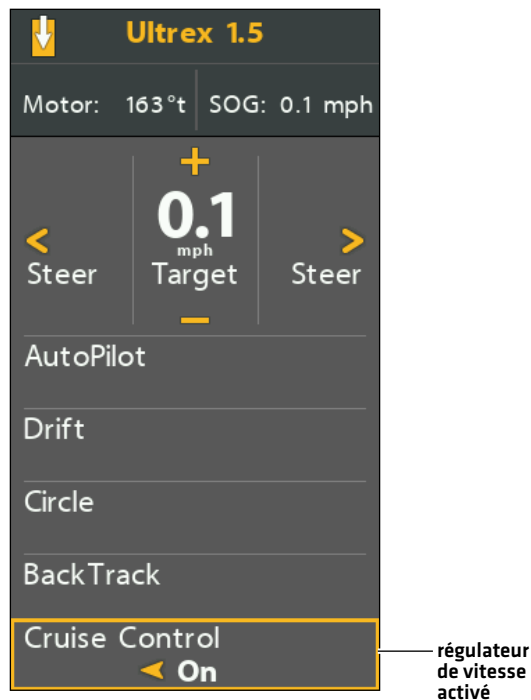 Ultrex 1.5
Motor: 163°t SOG: 0.1 mph
+
< 0.1 >
mph
Steer Target Steer
−
AutoPilot
Drift
Circle
BackTrack
Cruise Control
On
régulateur
de vitesse
activé